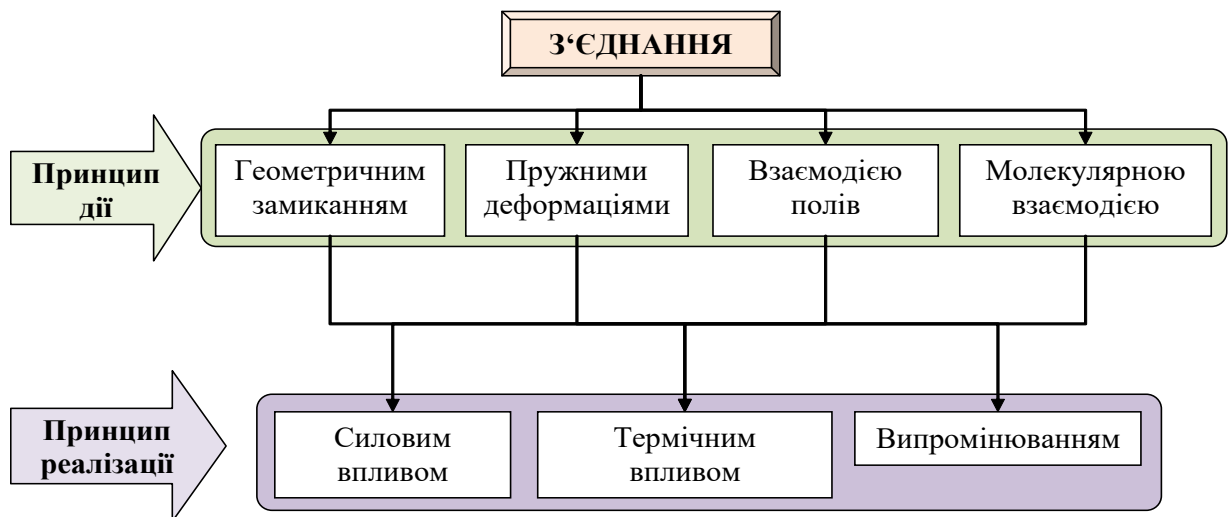 З‘ЄДНАННЯ
Принцип
дії
Геометричним
замиканням
Пружними
деформаціями
Взаємодією
полів
Молекулярною
взаємодією
Принцип
реалізації
Силовим
впливом
Термічним
впливом
Випромінюванням